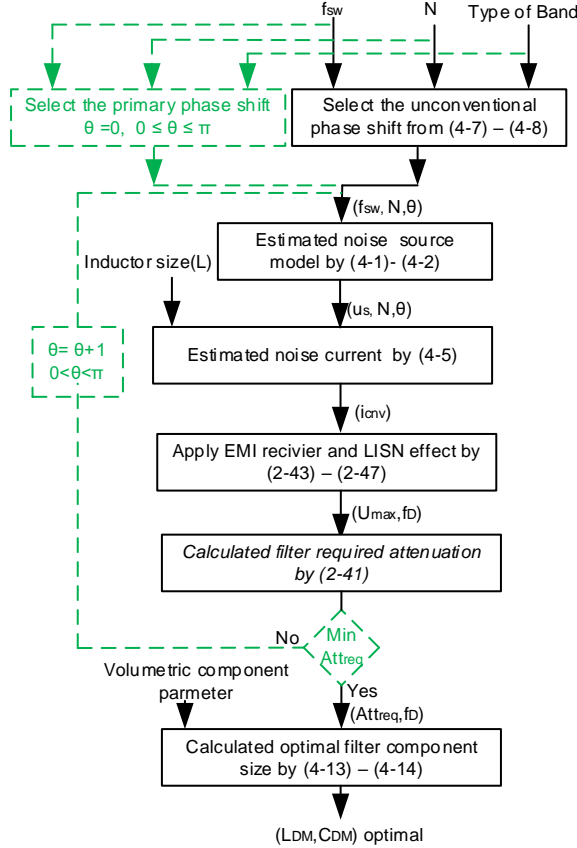 fsw
N
Type of Band
Select the primary phase shift
θ =0, 0 ≤ θ ≤ π
Select the unconventional
phase shift from (4-7) – (4-8)
(fsw, N,θ)
Estimated noise source
model by (4-1)- (4-2)
Inductor size(L)
(us, N,θ)
θ= θ+1
0<θ<π
Estimated noise current by (4-5)
(icnv)
Apply EMI recivier and LISN effect by
(2-43) – (2-47)
(Umax,fD)
Calculated filter required attenuation
by (2-41)
No
Min
Attreq
Volumetric component
parmeter
Yes
(Attreq,fD)
Calculated optimal filter component
size by (4-13) – (4-14)
(LDM,CDM) optimal